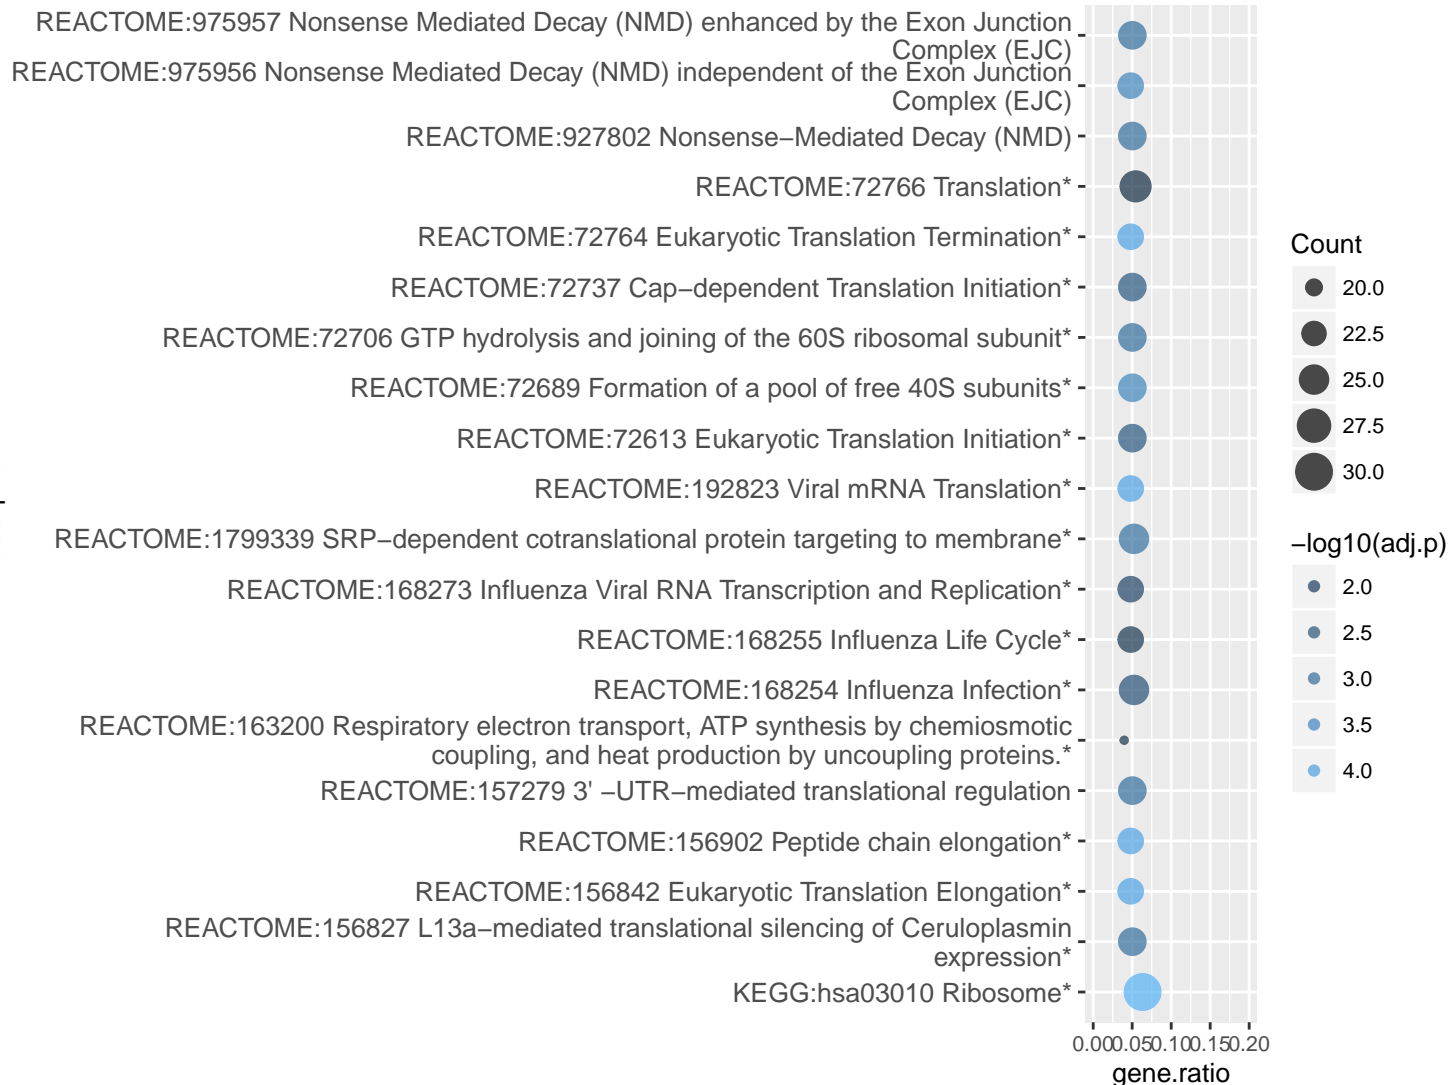 REACTOME:975957 Nonsense Mediated Decay (NMD) enhanced by the Exon Junction
Complex (EJC)
REACTOME:975956 Nonsense Mediated Decay (NMD) independent of the Exon Junction
Complex (EJC)
REACTOME:927802 Nonsense−Mediated Decay (NMD)
REACTOME:72766 Translation*
REACTOME:72764 Eukaryotic Translation Termination*
REACTOME:72737 Cap−dependent Translation Initiation*
REACTOME:72706 GTP hydrolysis and joining of the 60S ribosomal subunit*
REACTOME:72689 Formation of a pool of free 40S subunits*
REACTOME:72613 Eukaryotic Translation Initiation*
REACTOME:192823 Viral mRNA Translation*
REACTOME:1799339 SRP−dependent cotranslational protein targeting to membrane*
REACTOME:168273 Influenza Viral RNA Transcription and Replication*
REACTOME:168255 Influenza Life Cycle*
REACTOME:168254 Influenza Infection*
REACTOME:163200 Respiratory electron transport, ATP synthesis by chemiosmotic
coupling, and heat production by uncoupling proteins.*
REACTOME:157279 3' −UTR−mediated translational regulation
REACTOME:156902 Peptide chain elongation*
REACTOME:156842 Eukaryotic Translation Elongation*
REACTOME:156827 L13a−mediated translational silencing of Ceruloplasmin
expression*
KEGG:hsa03010 Ribosome*
0.00 0.05 0.10 0.15 0.20
gene.ratio
Count
20.0
22.5
25.0
27.5
30.0
−log10(adj.p)
2.0
2.5
3.0
3.5
4.0